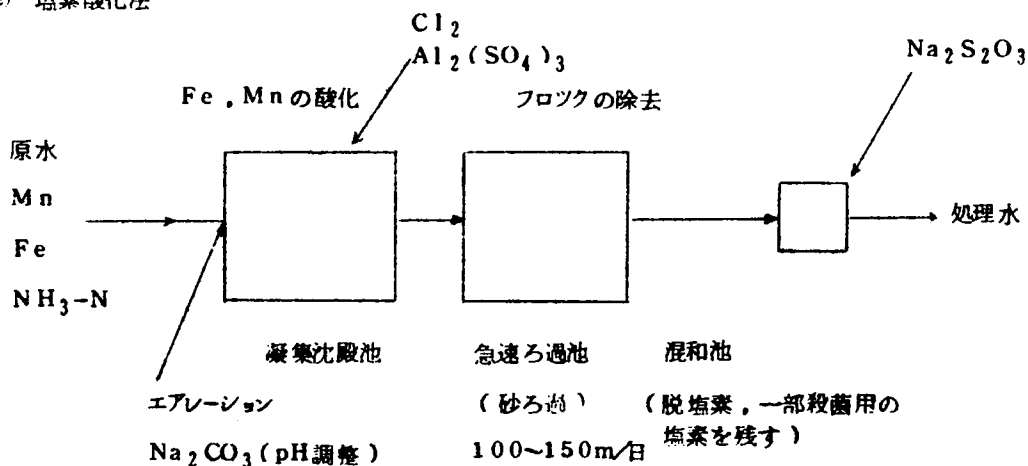 塩素酸化法
Cl₂
Al₂(SO₄)₃
Na₂S₂O₃
Fe，Mnの酸化
フロツクの除去
原水
Mn
Fe
NH₃-N
処理水
凝集沈殿池
急速ろ過池
混和池
エアレーション
(砂ろ過)
(脱塩素，一部殺菌用の
塩素を残す)
Na₂CO₃(pH調整)
100~150m/日